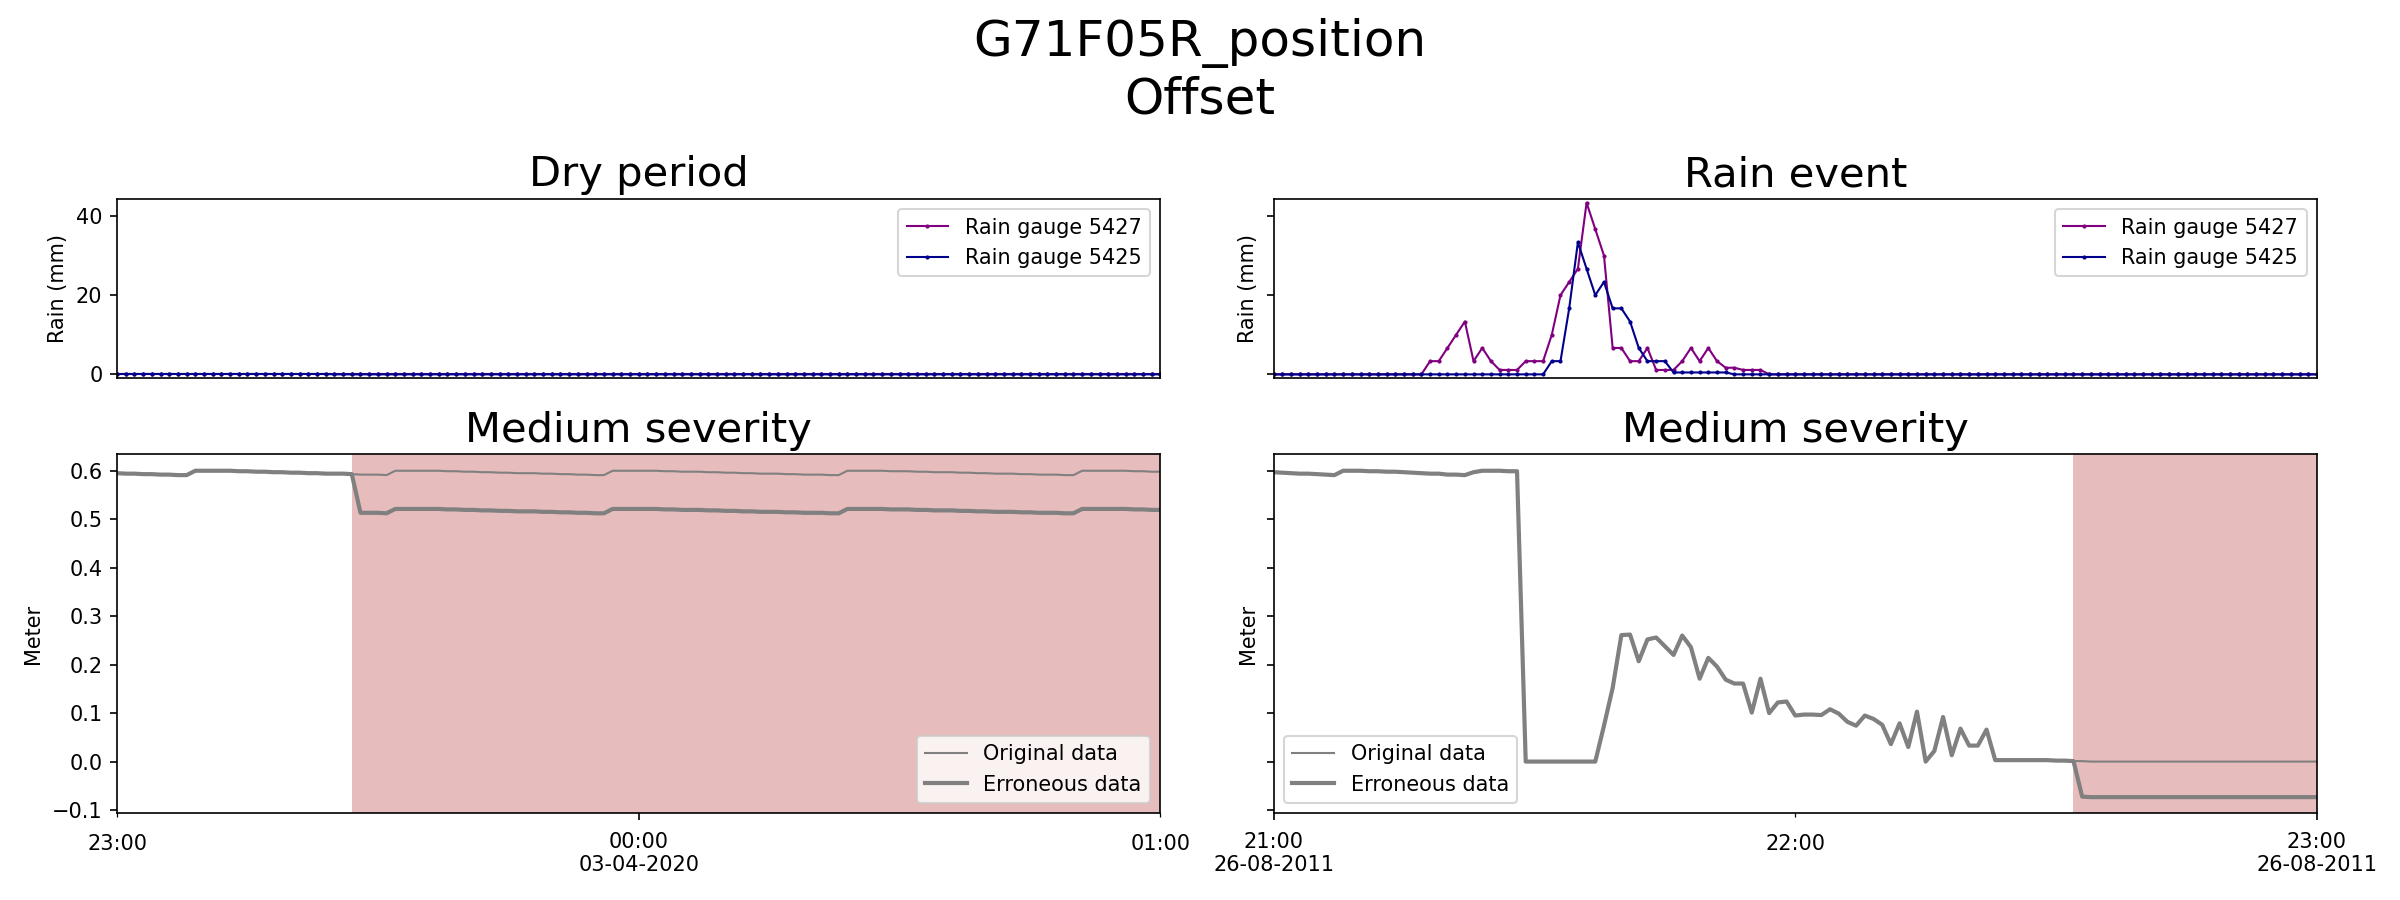 G71F05R_position
Offset
Dry period
Rain event
Rain (mm)
40
20
0
Rain gauge 5427
Rain gauge 5425
Rain (mm)
Rain gauge 5427
Rain gauge 5425
Medium severity
Medium severity
Meter
0.6
0.5
0.4
0.3
0.2
0.1
0.0
−0.1
Original data
Erroneous data
23:00
00:00
03-04-2020
01:00
Meter
Original data
Erroneous data
21:00
26-08-2011
22:00
23:00
26-08-2011